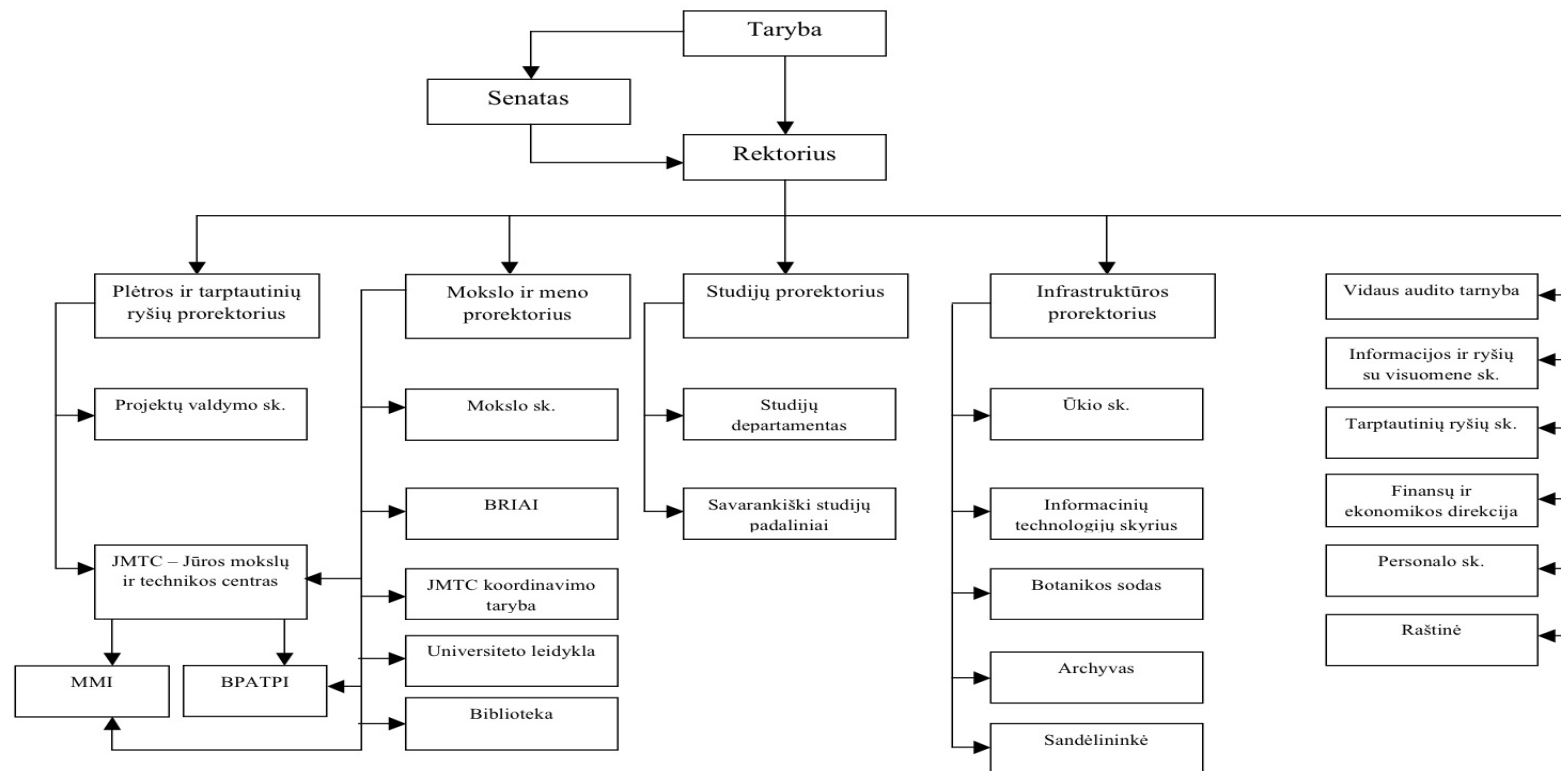 Taryba
Senatas
Rektorius
Plėtros ir tarptautinių
ryšių prorektorius
Projektų valdymo sk.
JMTC – Jūros mokslų
ir technikos centras
MMI
BPATPI
Mokslo ir meno
prorektorius
Mokslo sk.
BRIAI
JMTC koordinavimo
taryba
Universiteto leidykla
Biblioteka
Studijų prorektorius
Studijų
departamentas
Savarankiški studijų
padaliniai
Infrastruktūros
prorektorius
Ūkio sk.
Informacinių
technologijų skyrius
Botanikos sodas
Archyvas
Sandėlininkė
Vidaus audito tarnyba
Informacijos ir ryšių
su visuomene sk.
Tarptautinių ryšių sk.
Finansų ir
ekonomikos direkcija
Personalo sk.
Raštinė